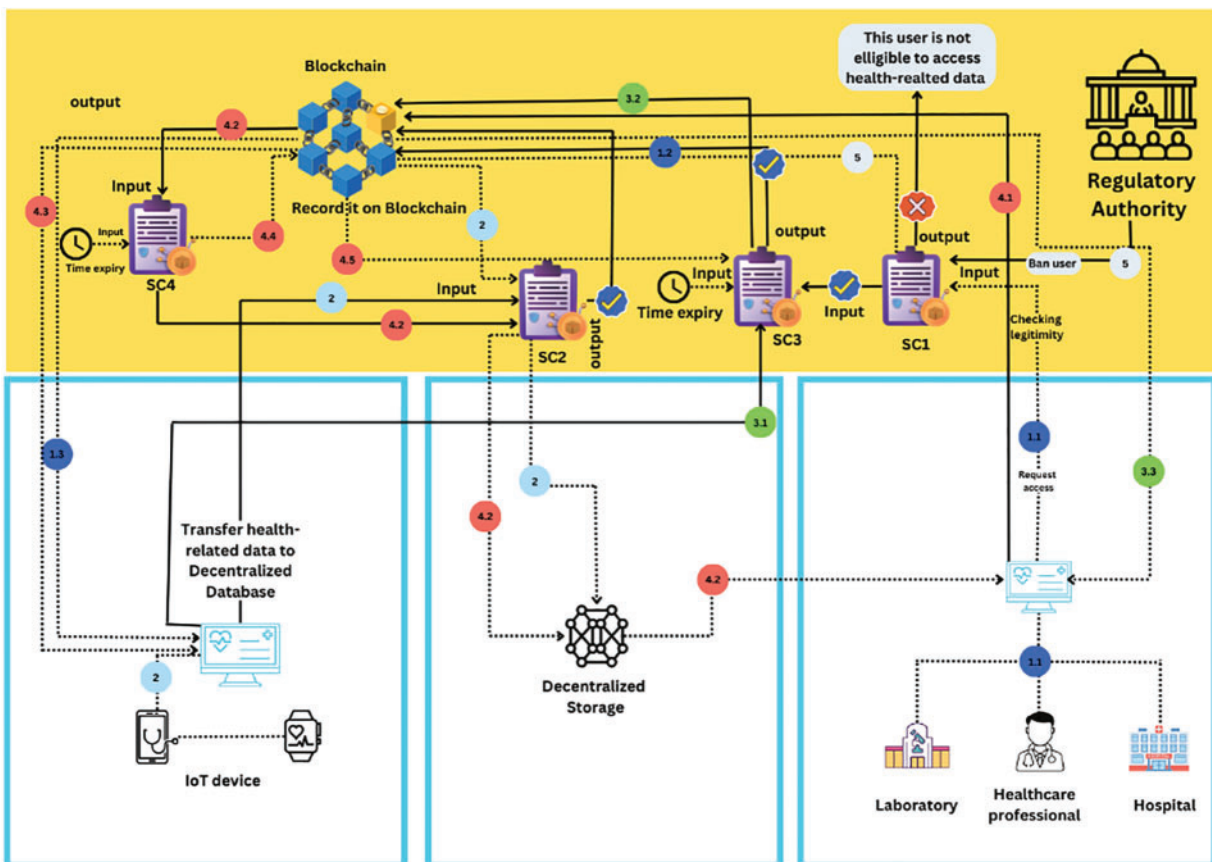 This user is not
elligible to access
health-realted data
Blockchain
output
3.2
4.2
1.2
5
4.1
Regulatory
Authority
Input
Record it on Blockchain
2
4.3
Input
Time expiry
4.4
4.5
SC4
output
output
Ban user
5
Input
Input
Input
Time expiry
Input
2
4.2
output
SC2
SC3
SC1
Checking
legitimity
3.1
1.3
1.1
Request
access
3.3
2
4.2
Transfer health-
related data to
Decentralized
Database
4.2
2
1.1
Decentralized
Storage
IoT device
Laboratory
Healthcare
professional
Hospital